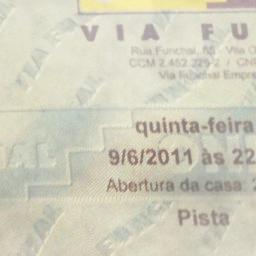 VIA FU
Rua Funchal, 65 - Vila O
CCM 2.452.225-2 / CNP
Via Funchal Empre
quinta-feira
9/6/2011 às 22
Abertura da casa: 2
Pista